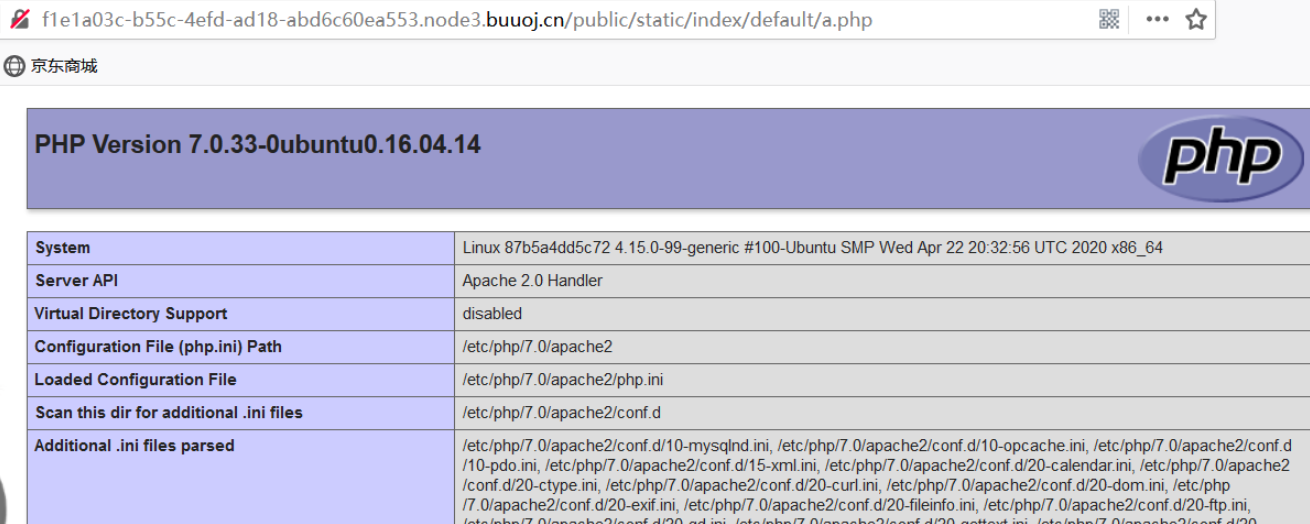 f1e1a03c-b55c-4efd-ad18-abd6c60ea553.node3.buuoj.cn/public/static/index/default/a.php
京东商城
PHP Version 7.0.33-0ubuntu0.16.04.14
php
System Linux 87b5a4dd5c72 4.15.0-99-generic #100-Ubuntu SMP Wed Apr 22 20:32:56 UTC 2020 x86_64
Server API Apache 2.0 Handler
Virtual Directory Support disabled
Configuration File (php.ini) Path /etc/php/7.0/apache2
Loaded Configuration File /etc/php/7.0/apache2/php.ini
Scan this dir for additional .ini files /etc/php/7.0/apache2/conf.d
Additional .ini files parsed /etc/php/7.0/apache2/conf.d/10-mysqlnd.ini, /etc/php/7.0/apache2/conf.d/10-opcache.ini, /etc/php/7.0/apache2/conf.d
/10-pdo.ini, /etc/php/7.0/apache2/conf.d/15-xml.ini, /etc/php/7.0/apache2/conf.d/20-calendar.ini, /etc/php/7.0/apache2
/conf.d/20-ctype.ini, /etc/php/7.0/apache2/conf.d/20-curl.ini, /etc/php/7.0/apache2/conf.d/20-dom.ini, /etc/php
/7.0/apache2/conf.d/20-exif.ini, /etc/php/7.0/apache2/conf.d/20-fileinfo.ini, /etc/php/7.0/apache2/conf.d/20-ftp.ini,